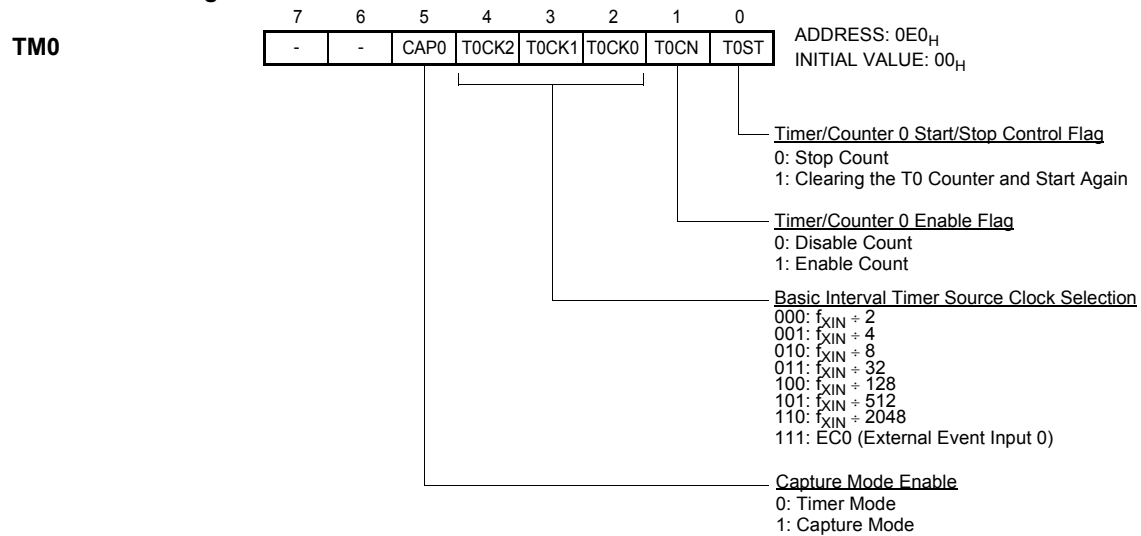 7 6 5 4 3 2 1 0
TM0 - - CAP0 T0CK2 T0CK1 T0CK0 T0CN T0ST
ADDRESS: 0E0H
INITIAL VALUE: 00H
Timer/Counter 0 Start/Stop Control Flag
0: Stop Count
1: Clearing the T0 Counter and Start Again
Timer/Counter 0 Enable Flag
0: Disable Count
1: Enable Count
Basic Interval Timer Source Clock Selection
000: fXIN ÷ 2
001: fXIN ÷ 4
010: fXIN ÷ 8
011: fXIN ÷ 32
100: fXIN ÷ 128
101: fXIN ÷ 512
110: fXIN ÷ 2048
111: EC0 (External Event Input 0)
Capture Mode Enable
0: Timer Mode
1: Capture Mode